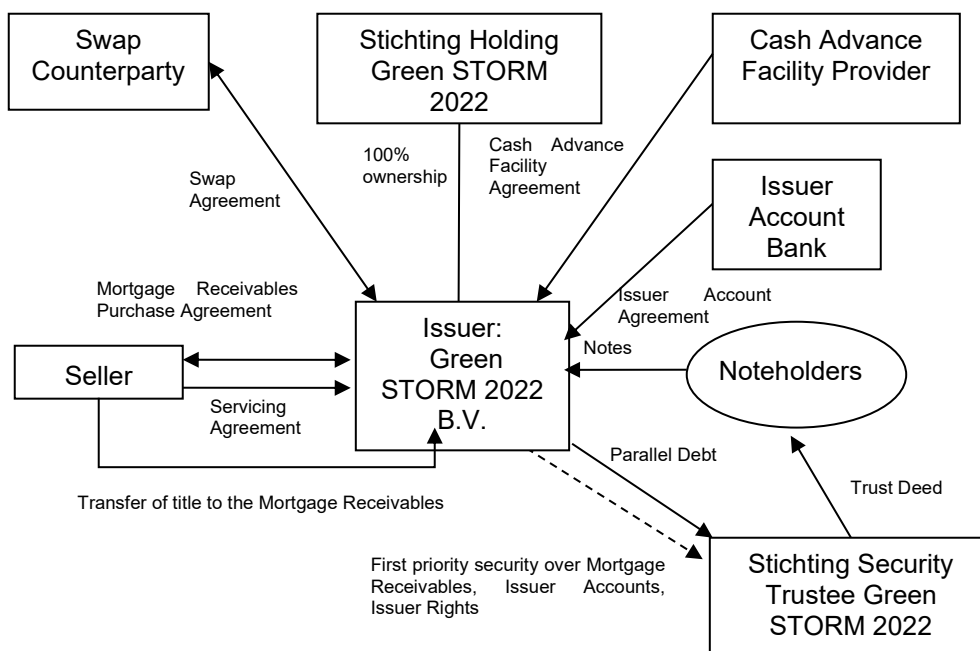 Swap
Counterparty
Stichting Holding
Green STORM
2022
Cash Advance
Facility Provider
100%
ownership
Cash Advance
Facility
Agreement
Swap
Agreement
Issuer
Account
Bank
Mortgage Receivables
Purchase Agreement
Issuer Account
Agreement
Issuer:
Green
STORM 2022
B.V.
Notes
Seller
Noteholders
Servicing
Agreement
Parallel Debt
Trust Deed
Transfer of title to the Mortgage Receivables
First priority security over Mortgage
Receivables, Issuer Accounts,
Issuer Rights
Stichting Security
Trustee Green
STORM 2022